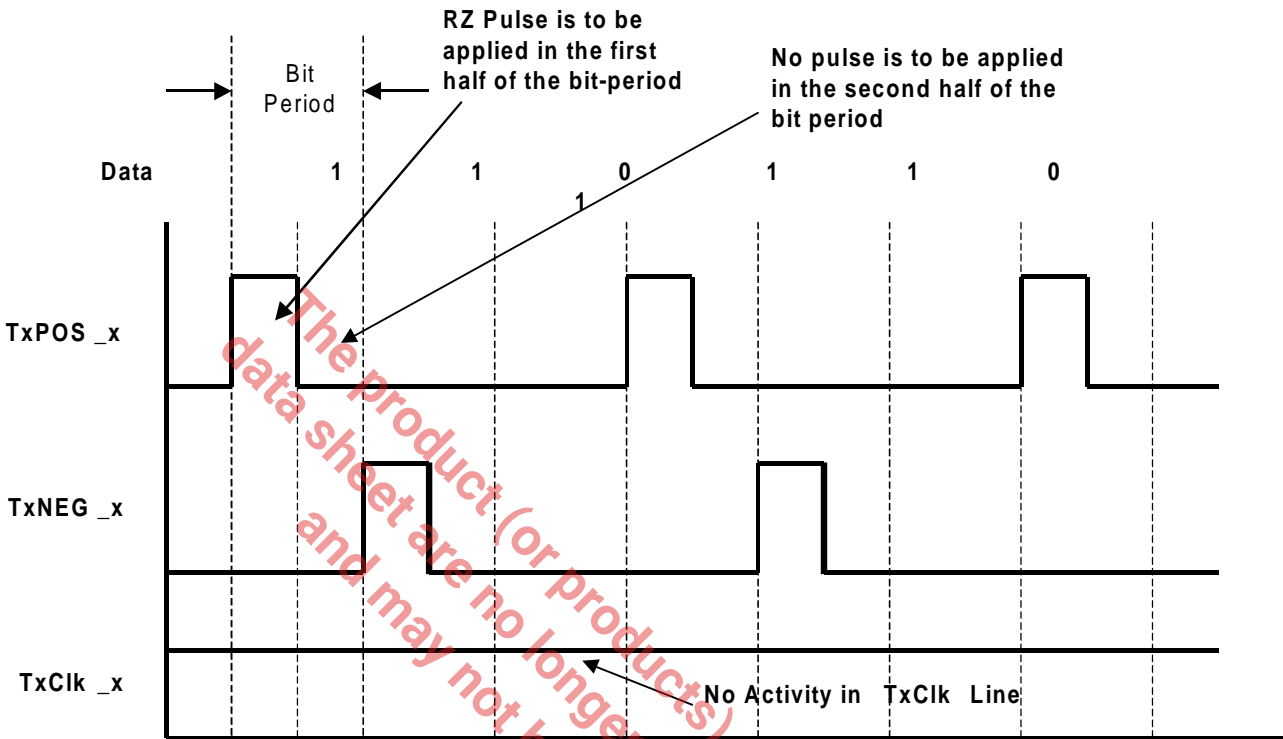 RZ Pulse is to be
applied in the first
half of the bit-period
No pulse is to be applied
in the second half of the
bit period
Bit
Period
Data 1 1 0 1 1 0
1
TxPOS _x
TxNEG _x
TxClk _x
No Activity in TxClk Line
The product (or products)
data sheet are no longer
and may not